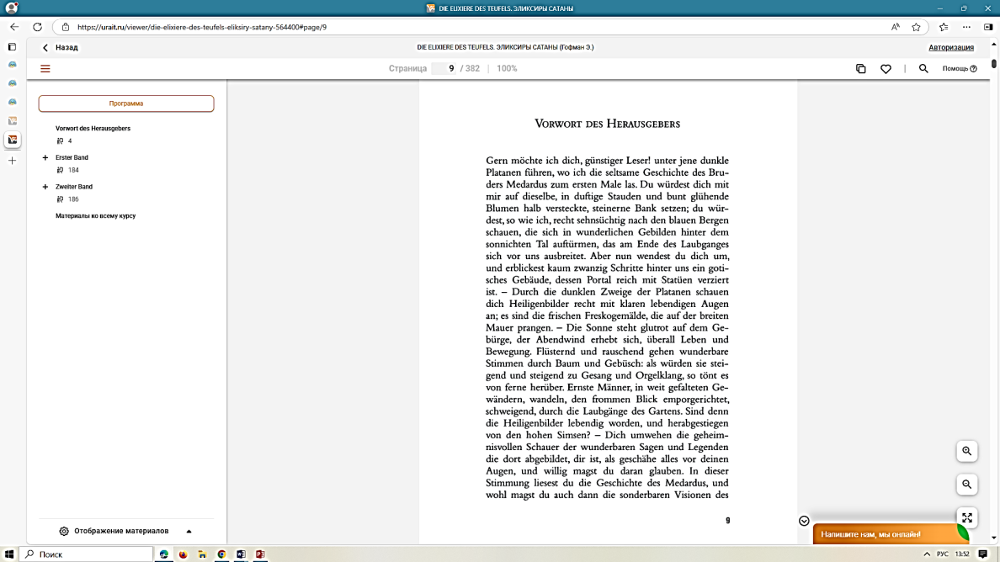 DIE ELIXIERE DES TEUFELS. ЭЛИКСИРЫ САТАНЫ
https://urait.ru/viewer/die-elixiere-des-teufels-eliksiry-satany-564400#page/9
Назад
DIE ELIXIERE DES TEUFELS. ЭЛИКСИРЫ САТАНЫ (Гофман Э.)
Авторизация
Страница 9 / 382 | 100%
Помощь
Программа
Vorwort des Herausgebers
4
Erster Band
184
Zweiter Band
186
Материалы ко всему курсу
Отображение материалов
VORWORT DES HERAUSGEBERS
Gern möchte ich dich, günstiger Leser! unter jene dunkle
Platanen führen, wo ich die seltsame Geschichte des Bru-
ders Medardus zum ersten Male las. Du würdest dich mit
mir auf dieselbe, in duftige Stauden und bunt glühende
Blumen halb versteckte, steinerne Bank setzen; du wür-
dest, so wie ich, recht sehnsüchtig nach den blauen Bergen
schauen, die sich in wunderlichen Gebilden hinter dem
sonnichten Tal auftürmen, das am Ende des Laubganges
sich vor uns ausbreitet. Aber nun wendest du dich um,
und erblickest kaum zwanzig Schritte hinter uns ein goti-
sches Gebäude, dessen Portal reich mit Statüen verziert
ist. – Durch die dunklen Zweige der Platanen schauen
dich Heiligenbilder recht mit klaren lebendigen Augen
an; es sind die frischen Freskogemälde, die auf der breiten
Mauer prangen. – Die Sonne steht glutrot auf dem Ge-
bürge, der Abendwind erhebt sich, überall Leben und
Bewegung. Flüsternd und rauschend gehen wunderbare
Stimmen durch Baum und Gebüsch: als würden sie stei-
gend und steigend zu Gesang und Orgelklang, so tönt es
von ferne herüber. Ernste Männer, in weit gefalteten Ge-
wändern, wandeln, den frommen Blick emporgerichtet,
schweigend, durch die Laubgänge des Gartens. Sind denn
die Heiligenbilder lebendig worden, und herabgestiegen
von den hohen Simsen? – Dich umwehen die geheim-
nisvollen Schauer der wunderbaren Sagen und Legenden
die dort abgebildet, dir ist, als geschähe alles vor deinen
Augen, und willig magst du daran glauben. In dieser
Stimmung liesest du die Geschichte des Medardus, und
wohl magst du auch dann die sonderbaren Visionen des
9
Напишите нам, мы онлайн!
Поиск
РУС 13:52